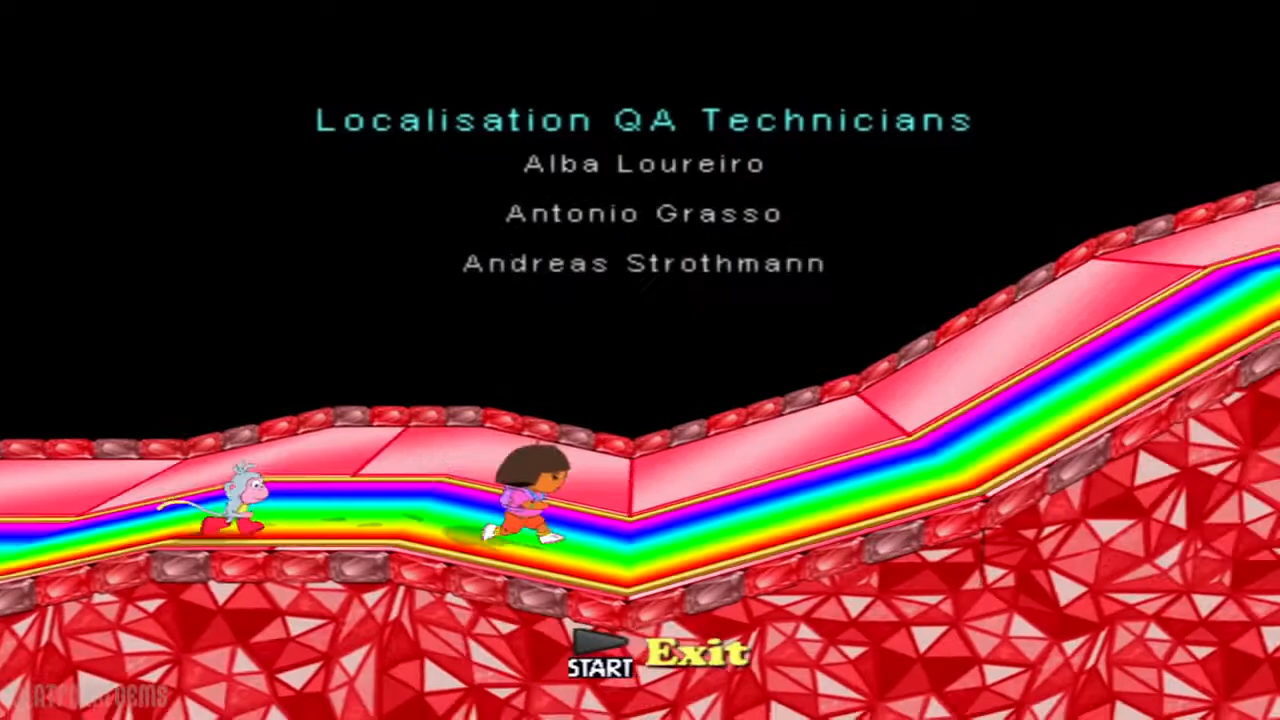 Localisation QA Technicians
Alba Loureiro
Antonio Grasso
Andreas Strothmann
START Exit